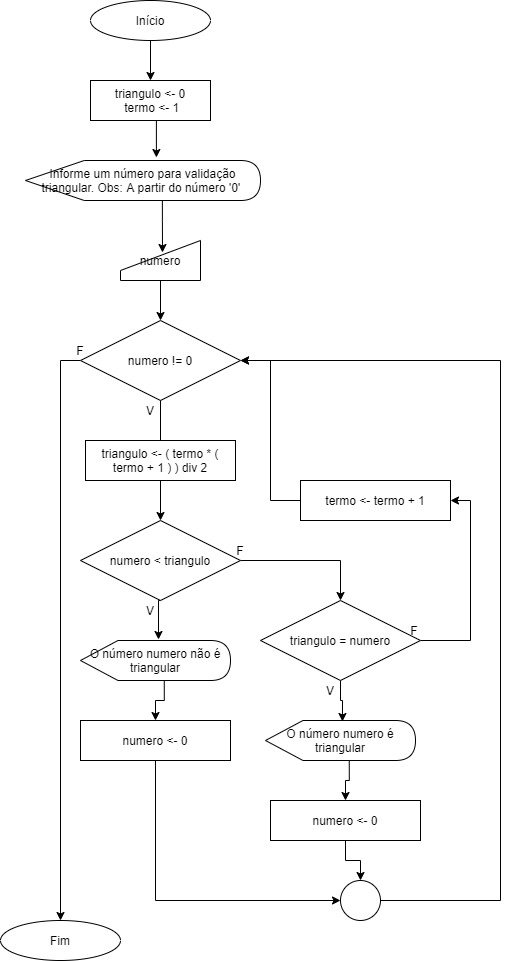 Início
triangulo <- 0
termo <- 1
Informe um número para validação
triangular. Obs: A partir do número '0'
numero
F
numero != 0
V
triangulo <- ( termo * (
termo + 1 ) ) div 2
termo <- termo + 1
numero < triangulo
F
V
triangulo = numero
F
O número numero não é
triangular
V
O número numero é
triangular
numero <- 0
numero <- 0
Fim